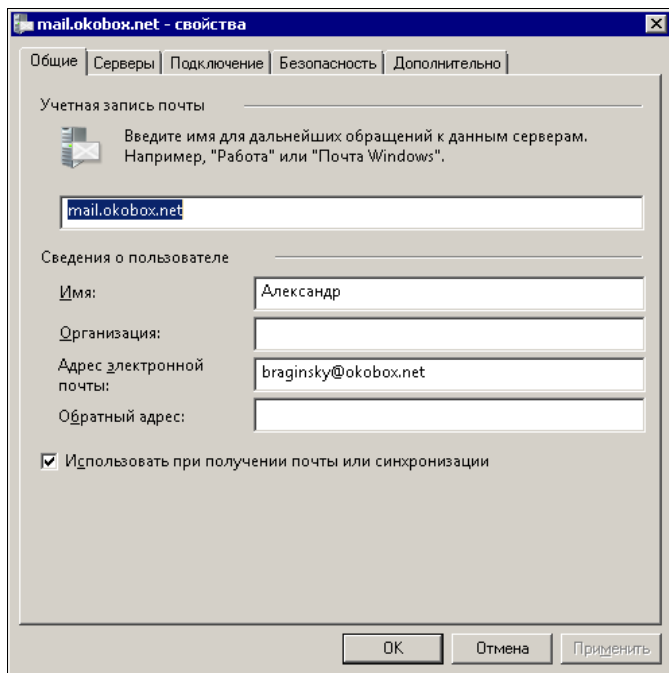 mail.okobox.net - свойства
Общие Серверы Подключение Безопасность Дополнительно
Учетная запись почты
Введите имя для дальнейших обращений к данным серверам.
Например, "Работа" или "Почта Windows".
mail.okobox.net
Сведения о пользователе
Имя: Александр
Организация:
Адрес электронной
почты: braginsky@okobox.net
Обратный адрес:
Использовать при получении почты или синхронизации
OK Отмена Применить